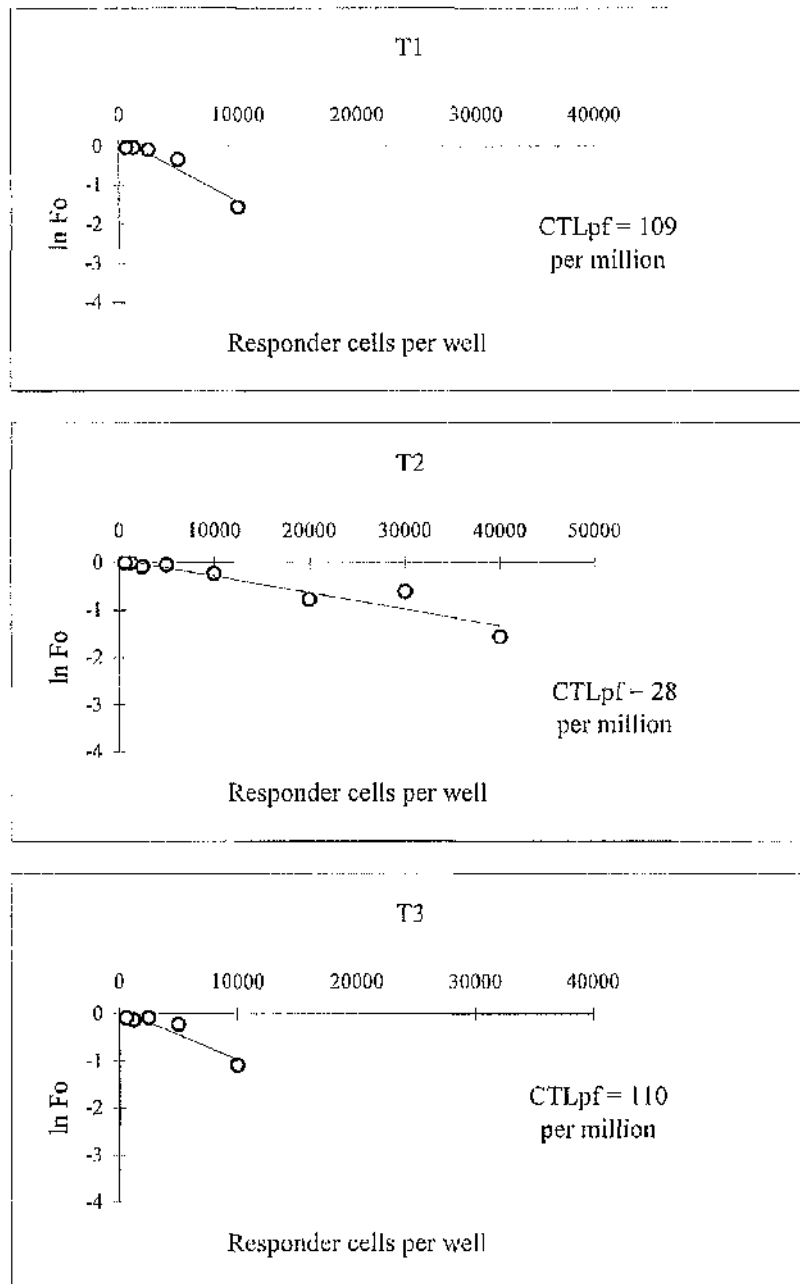 T1
0 10000 20000 30000 40000
0
-1
-2
-3
-4
ln Fo
CTLpf = 109
per million
Responder cells per well
T2
0 10000 20000 30000 40000 50000
0
-1
-2
-3
-4
ln Fo
CTLpf = 28
per million
Responder cells per well
T3
0 10000 20000 30000 40000
0
-1
-2
-3
-4
ln Fo
CTLpf = 110
per million
Responder cells per well